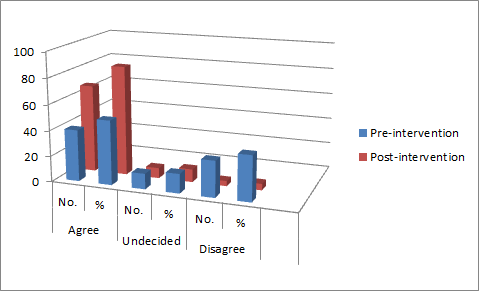 100
80
60
40
20
0
No. % No. % No. %
Agree Undecided Disagree
Pre-intervention
Post-intervention